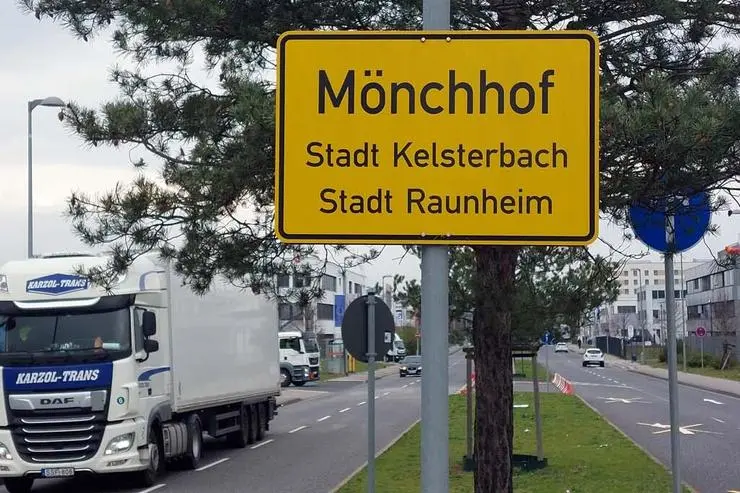 Mönchhof
Stadt Kelsterbach
Stadt Raunheim
KARZOL-TRANS
KARZOL-TRANS
DAF